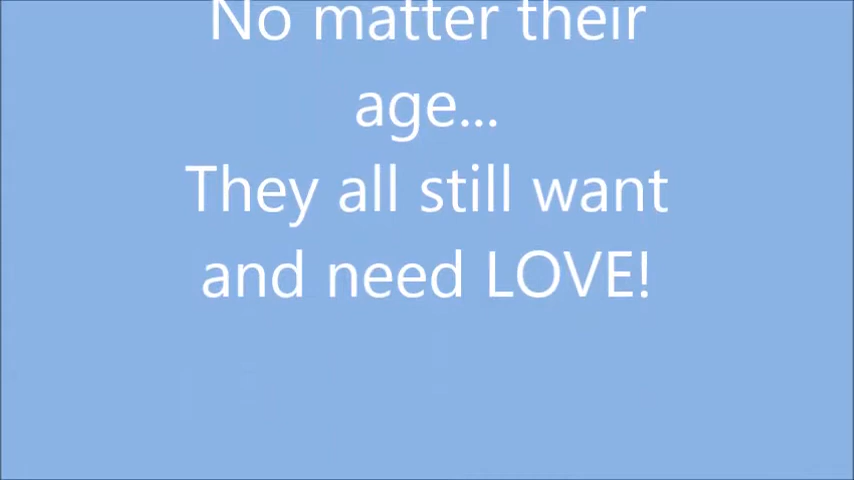 No matter their
age...
They all still want
and need LOVE!